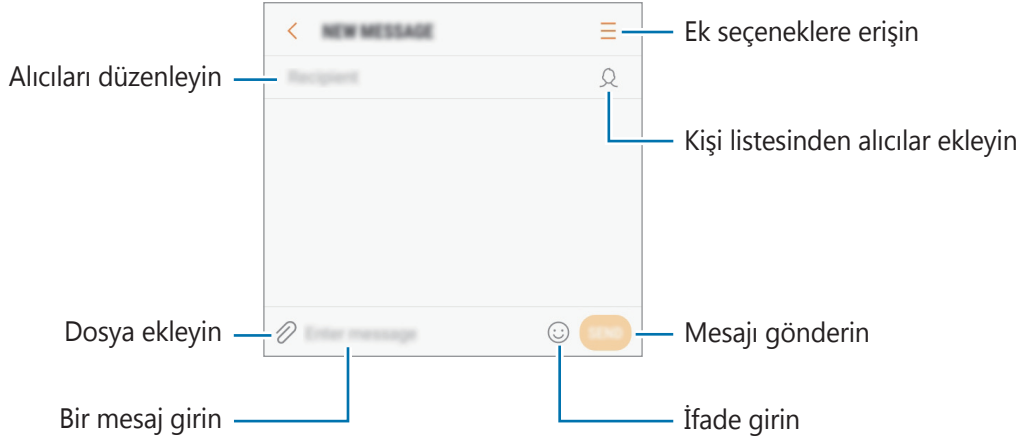 NEW MESSAGE
Ek seçeneklere erişin
Alıcıları düzenleyin
Recipient
Kişi listesinden alıcılar ekleyin
Dosya ekleyin
Enter message
SEND
Mesajı gönderin
Bir mesaj girin
İfade girin